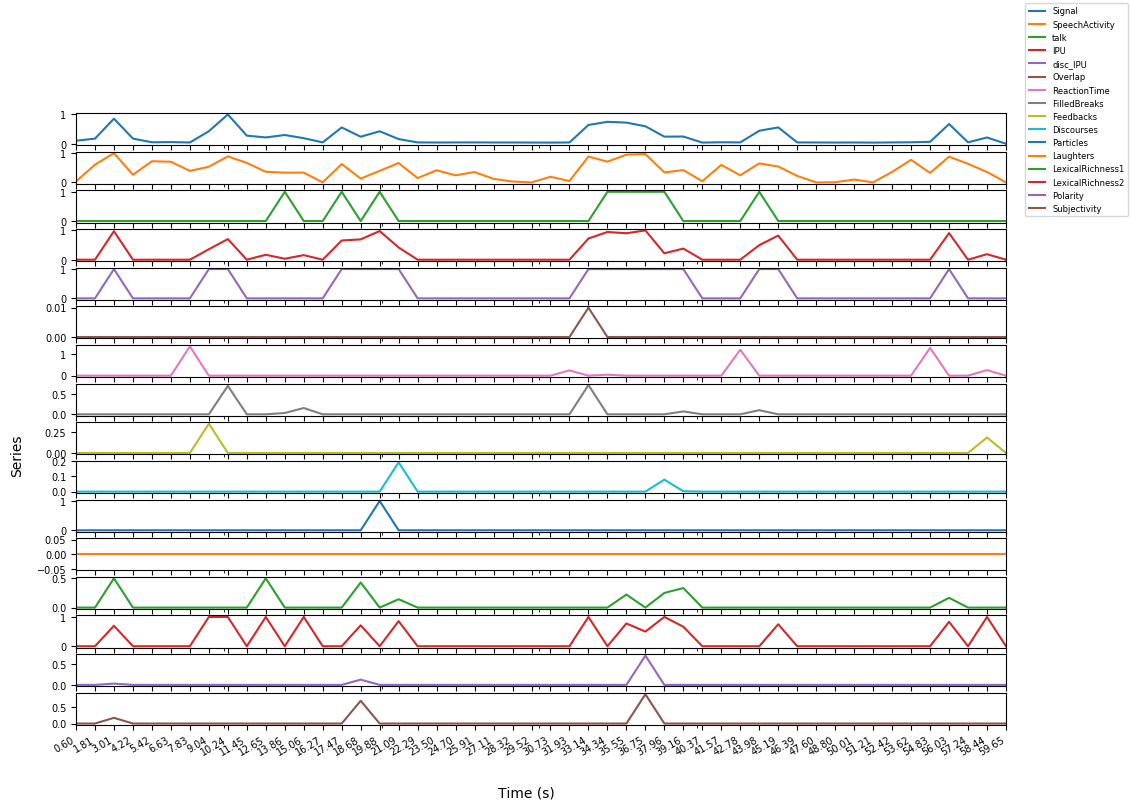 Signal
SpeechActivity
talk
IPU
disc_IPU
Overlap
ReactionTime
FilledBreaks
Feedbacks
Discourses
Particles
Laughters
LexicalRichness1
LexicalRichness2
Polarity
Subjectivity
1
0
1
0
1
0
1
0
1
0
0.01
0.00
1
0
0.5
0.0
0.25
0.00
0.2
0.1
0.0
1
0
0.05
0.00
−0.05
0.5
0.0
1
0
0.5
0.0
0.5
0.0
Series
0.60 1.81 3.01 4.22 5.42 6.63 7.83 9.04 10.24 11.45 12.65 13.86 15.06 16.27 17.47 18.68 19.88 21.09 22.29 23.50 24.70 25.91 27.11 28.32 29.52 30.73 31.93 33.14 34.34 35.55 36.75 37.96 39.16 40.37 41.57 42.78 43.98 45.19 46.39 47.60 48.80 50.01 51.21 52.42 53.62 54.83 56.03 57.24 58.44 59.65
Time (s)